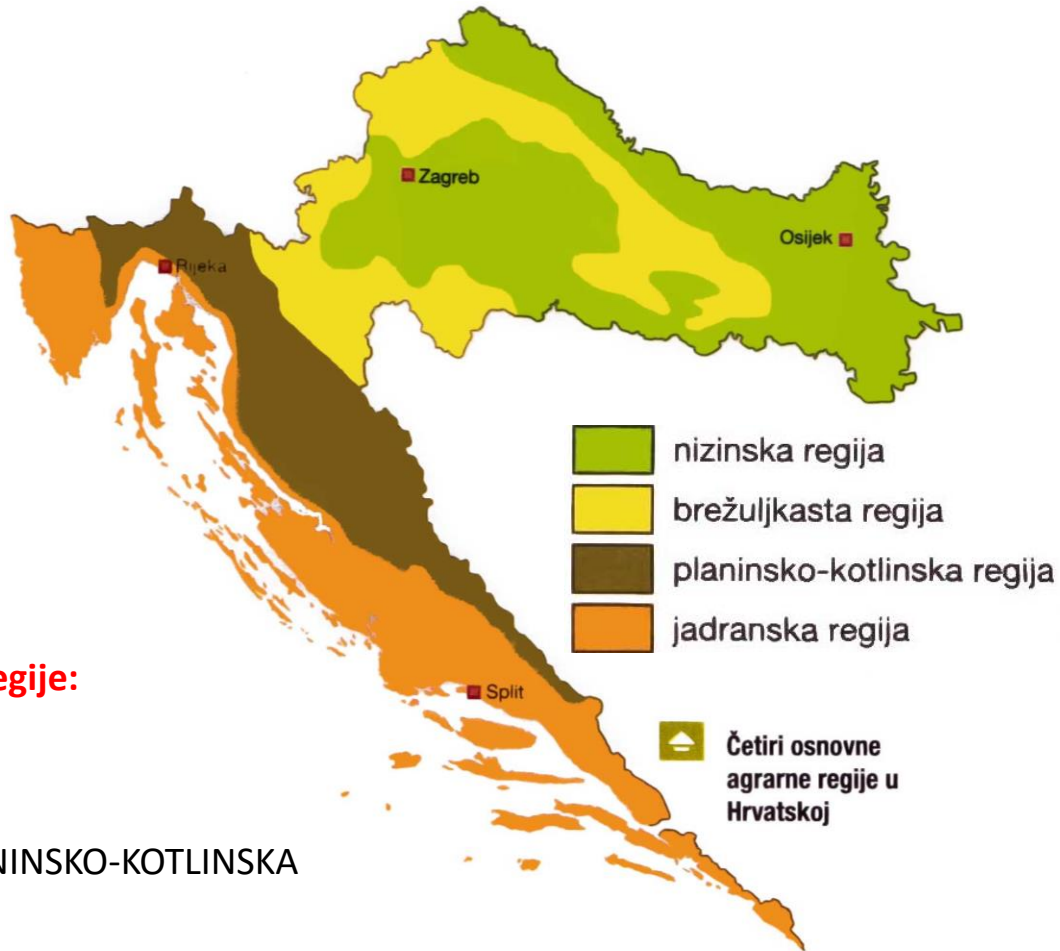 Zagreb
Osijek
Rijeka
nizinska regija
brežuljkasta regija
planinsko-kotlinska regija
jadranska regija
egije:
Split
Četiri osnovne
agrarne regije u
Hrvatskoj
NINSKO-KOTLINSKA